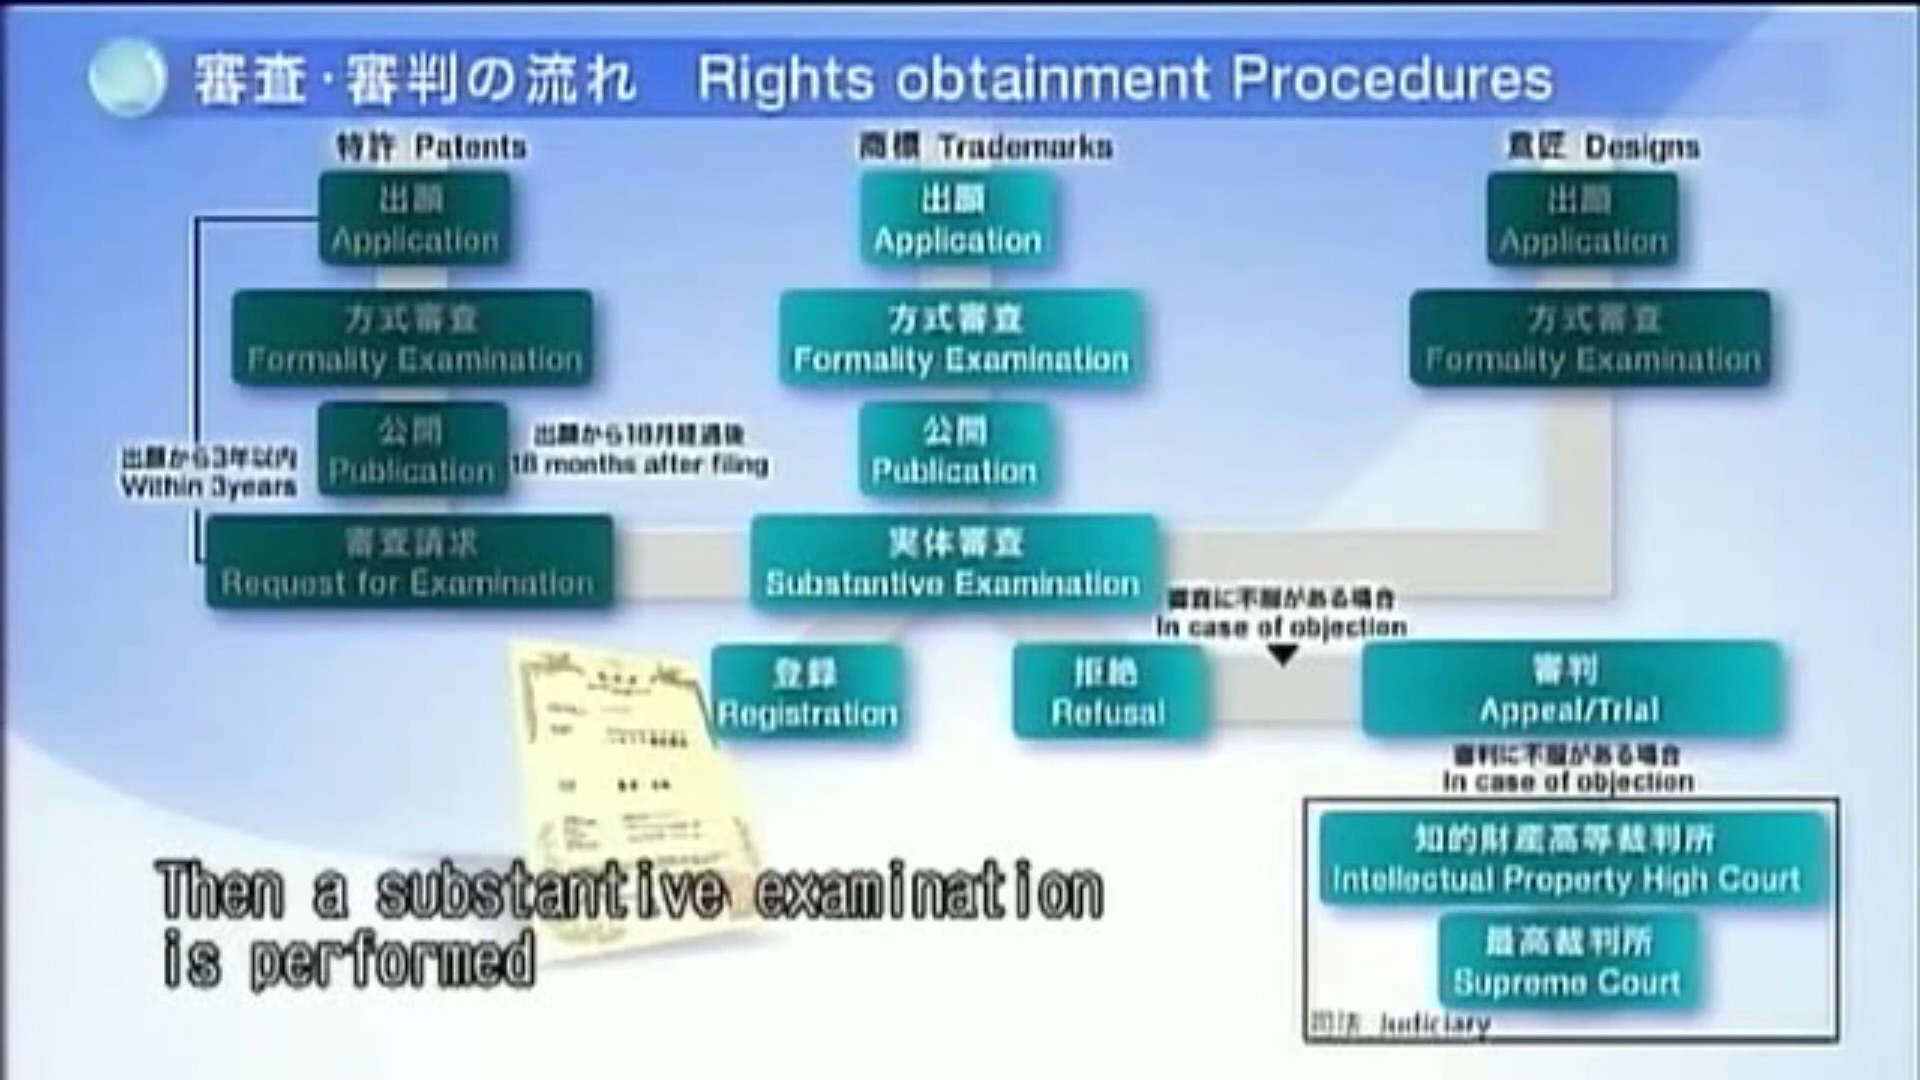 審査・審判の流れ Rights obtainment Procedures
特許 Patents
商標 Trademarks
意匠 Designs
出願
Application
出願
Application
出願
Application
方式審査
Formality Examination
方式審査
Formality Examination
方式審査
Formality Examination
公開
Publication
出願から18月経過後
18 months after filing
公開
Publication
出願から3年以内
Within 3years
審査請求
Request for Examination
実体審査
Substantive Examination
審査に不服がある場合
In case of objection
登録
Registration
拒絶
Refusal
審判
Appeal/Trial
審判に不服がある場合
In case of objection
知的財産高等裁判所
Intellectual Property High Court
最高裁判所
Supreme Court
司法 Judiciary
Then a substantive examination
is performed